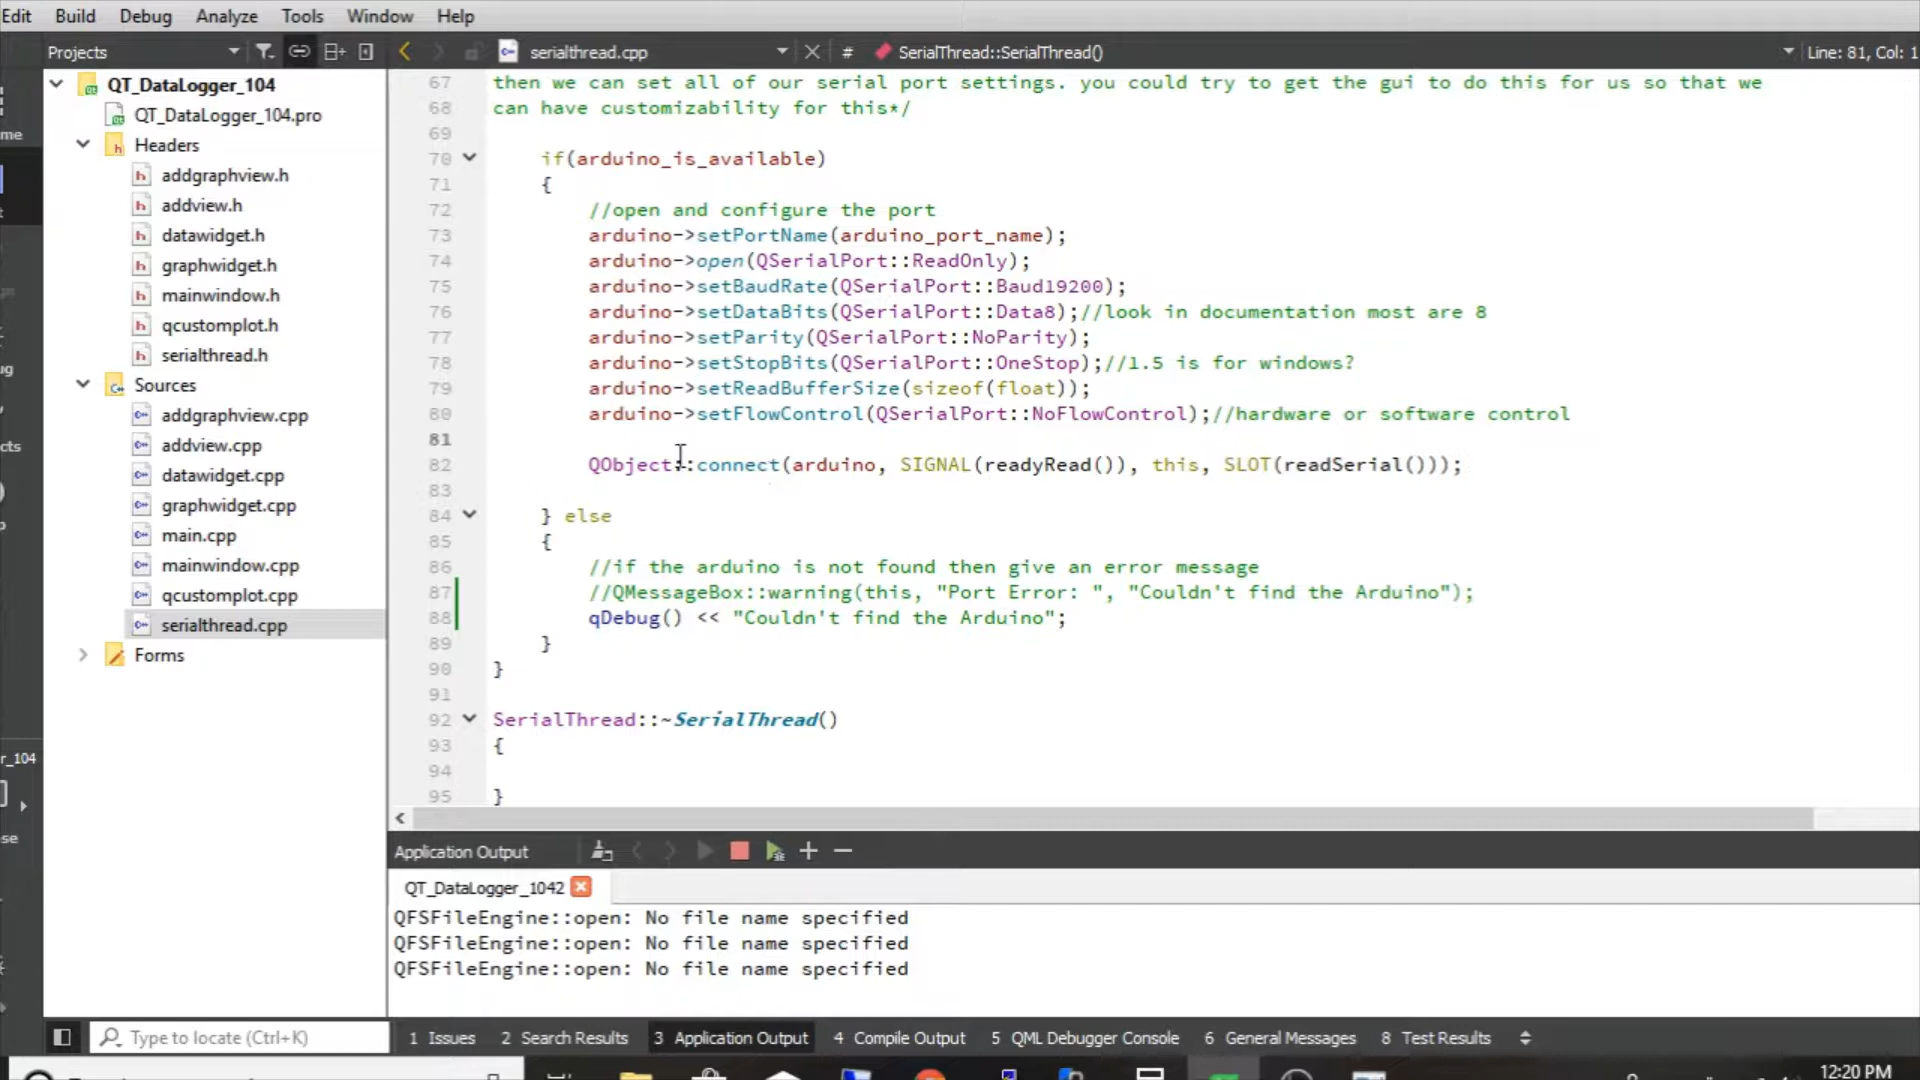 Edit Build Debug Analyze Tools Window Help
Projects
serialthread.cpp
# SerialThread::SerialThread()
Line: 81, Col: 1
QT_DataLogger_104
QT_DataLogger_104.pro
Headers
addgraphview.h
addview.h
datawidget.h
graphwidget.h
mainwindow.h
qcustomplot.h
serialthread.h
Sources
addgraphview.cpp
addview.cpp
datawidget.cpp
graphwidget.cpp
main.cpp
mainwindow.cpp
qcustomplot.cpp
serialthread.cpp
Forms
67 then we can set all of our serial port settings. you could try to get the gui to do this for us so that we
68 can have customizability for this*/
69
70 if(arduino_is_available)
71 {
72 //open and configure the port
73 arduino->setPortName(arduino_port_name);
74 arduino->open(QSerialPort::ReadOnly);
75 arduino->setBaudRate(QSerialPort::Baud19200);
76 arduino->setDataBits(QSerialPort::Data8);//look in documentation most are 8
77 arduino->setParity(QSerialPort::NoParity);
78 arduino->setStopBits(QSerialPort::OneStop);//1.5 is for windows?
79 arduino->setReadBufferSize(sizeof(float));
80 arduino->setFlowControl(QSerialPort::NoFlowControl);//hardware or software control
81
82 QObject::connect(arduino, SIGNAL(readyRead()), this, SLOT(readSerial()));
83
84 } else
85 {
86 //if the arduino is not found then give an error message
87 //QMessageBox::warning(this, "Port Error: ", "Couldn't find the Arduino");
88 qDebug() << "Couldn't find the Arduino";
89 }
90 }
91
92 SerialThread::~SerialThread()
93 {
94
95 }
Application Output
QT_DataLogger_1042
QFSFileEngine::open: No file name specified
QFSFileEngine::open: No file name specified
QFSFileEngine::open: No file name specified
Type to locate (Ctrl+K)
1 Issues 2 Search Results 3 Application Output 4 Compile Output 5 QML Debugger Console 6 General Messages 8 Test Results
12:20 PM